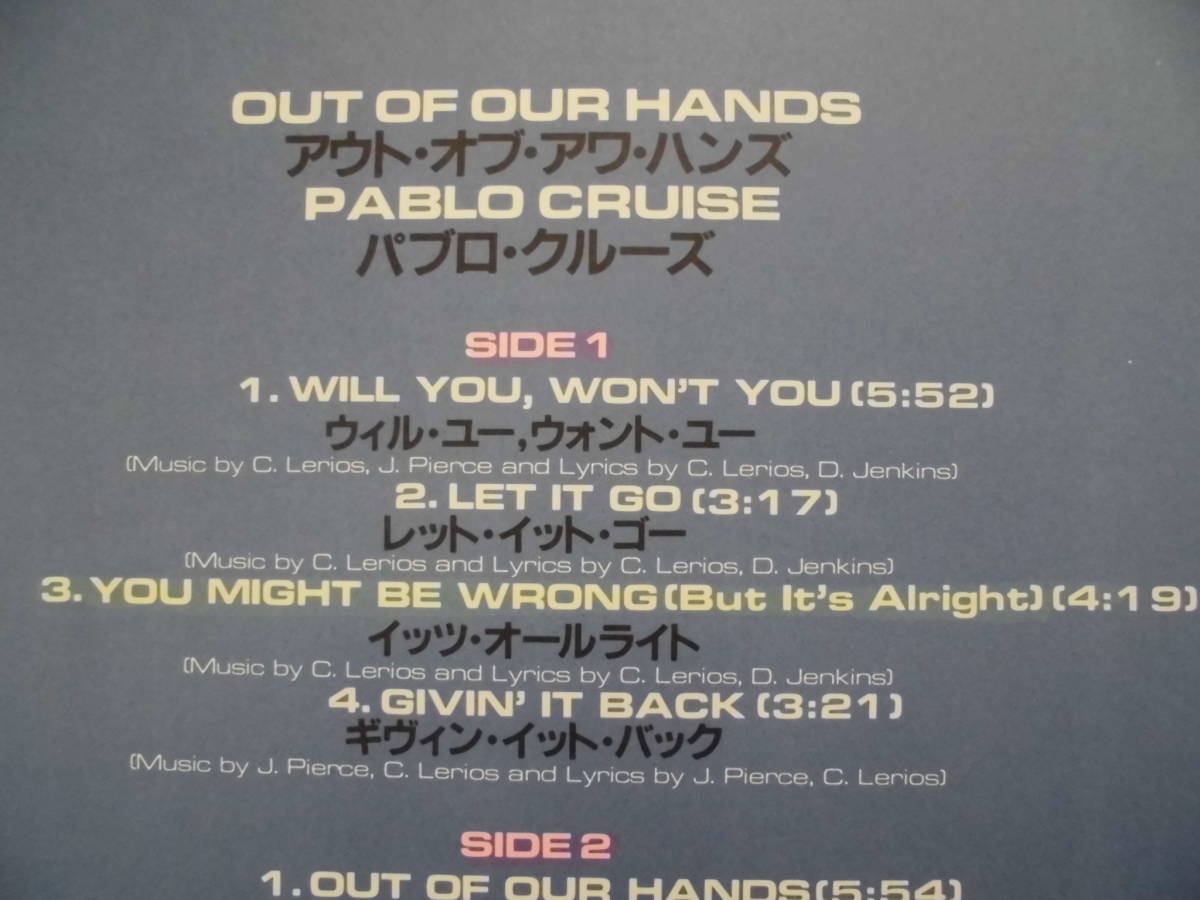 OUT OF OUR HANDS
アウト・オブ・アワ・ハンズ
PABLO CRUISE
パブロ・クルーズ
SIDE 1
1. WILL YOU, WON'T YOU (5:52)
ウィル・ユー,ウォント・ユー
(Music by C. Lerios, J. Pierce and Lyrics by C. Lerios, D. Jenkins)
2. LET IT GO (3:17)
レット・イット・ゴー
(Music by C. Lerios and Lyrics by C. Lerios, D. Jenkins)
3. YOU MIGHT BE WRONG (But It's Alright) (4:19)
イッツ・オールライト
(Music by C. Lerios and Lyrics by C. Lerios, D. Jenkins)
4. GIVIN' IT BACK (3:21)
ギヴィン・イット・バック
(Music by J. Pierce, C. Lerios and Lyrics by J. Pierce, C. Lerios)
SIDE 2
1. OUT OF OUR HANDS (5:54)